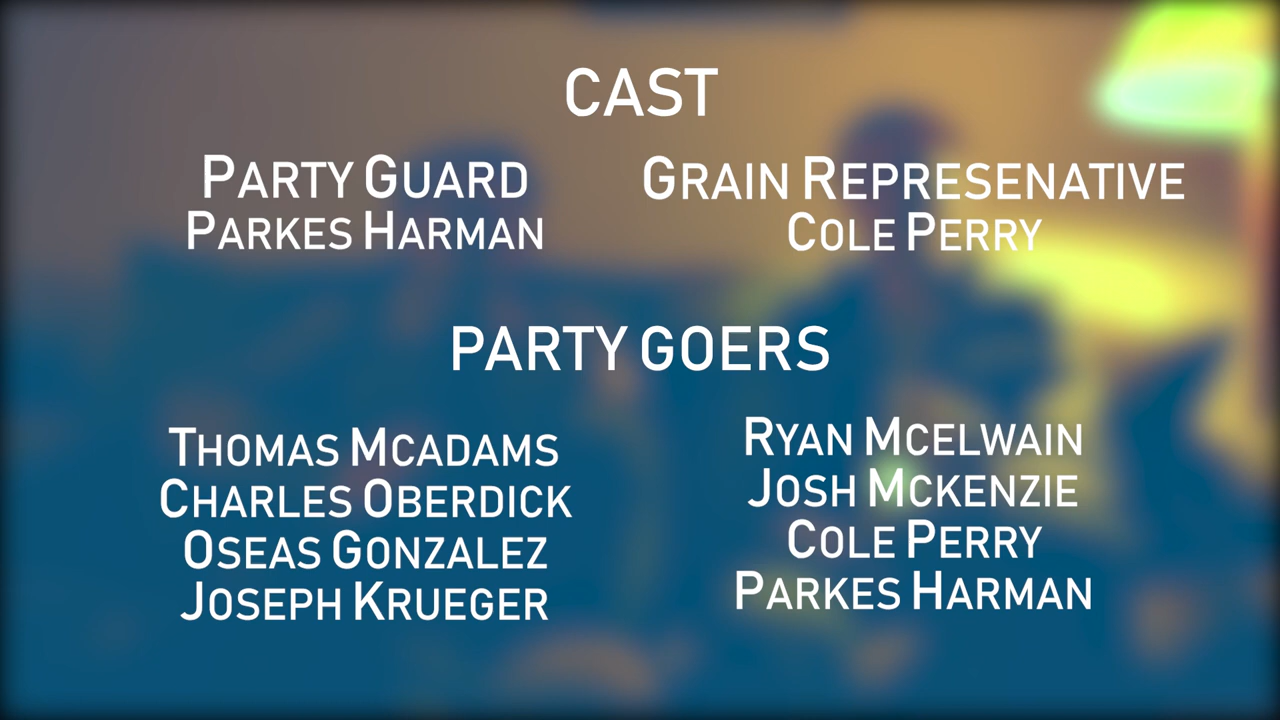 CAST
PARTY GUARD
PARKES HARMAN
GRAIN REPRESENATIVE
COLE PERRY
PARTY GOERS
THOMAS MCADAMS
CHARLES OBERDICK
OSEAS GONZALEZ
JOSEPH KRUEGER
RYAN MCELWAIN
JOSH MCKENZIE
COLE PERRY
PARKES HARMAN